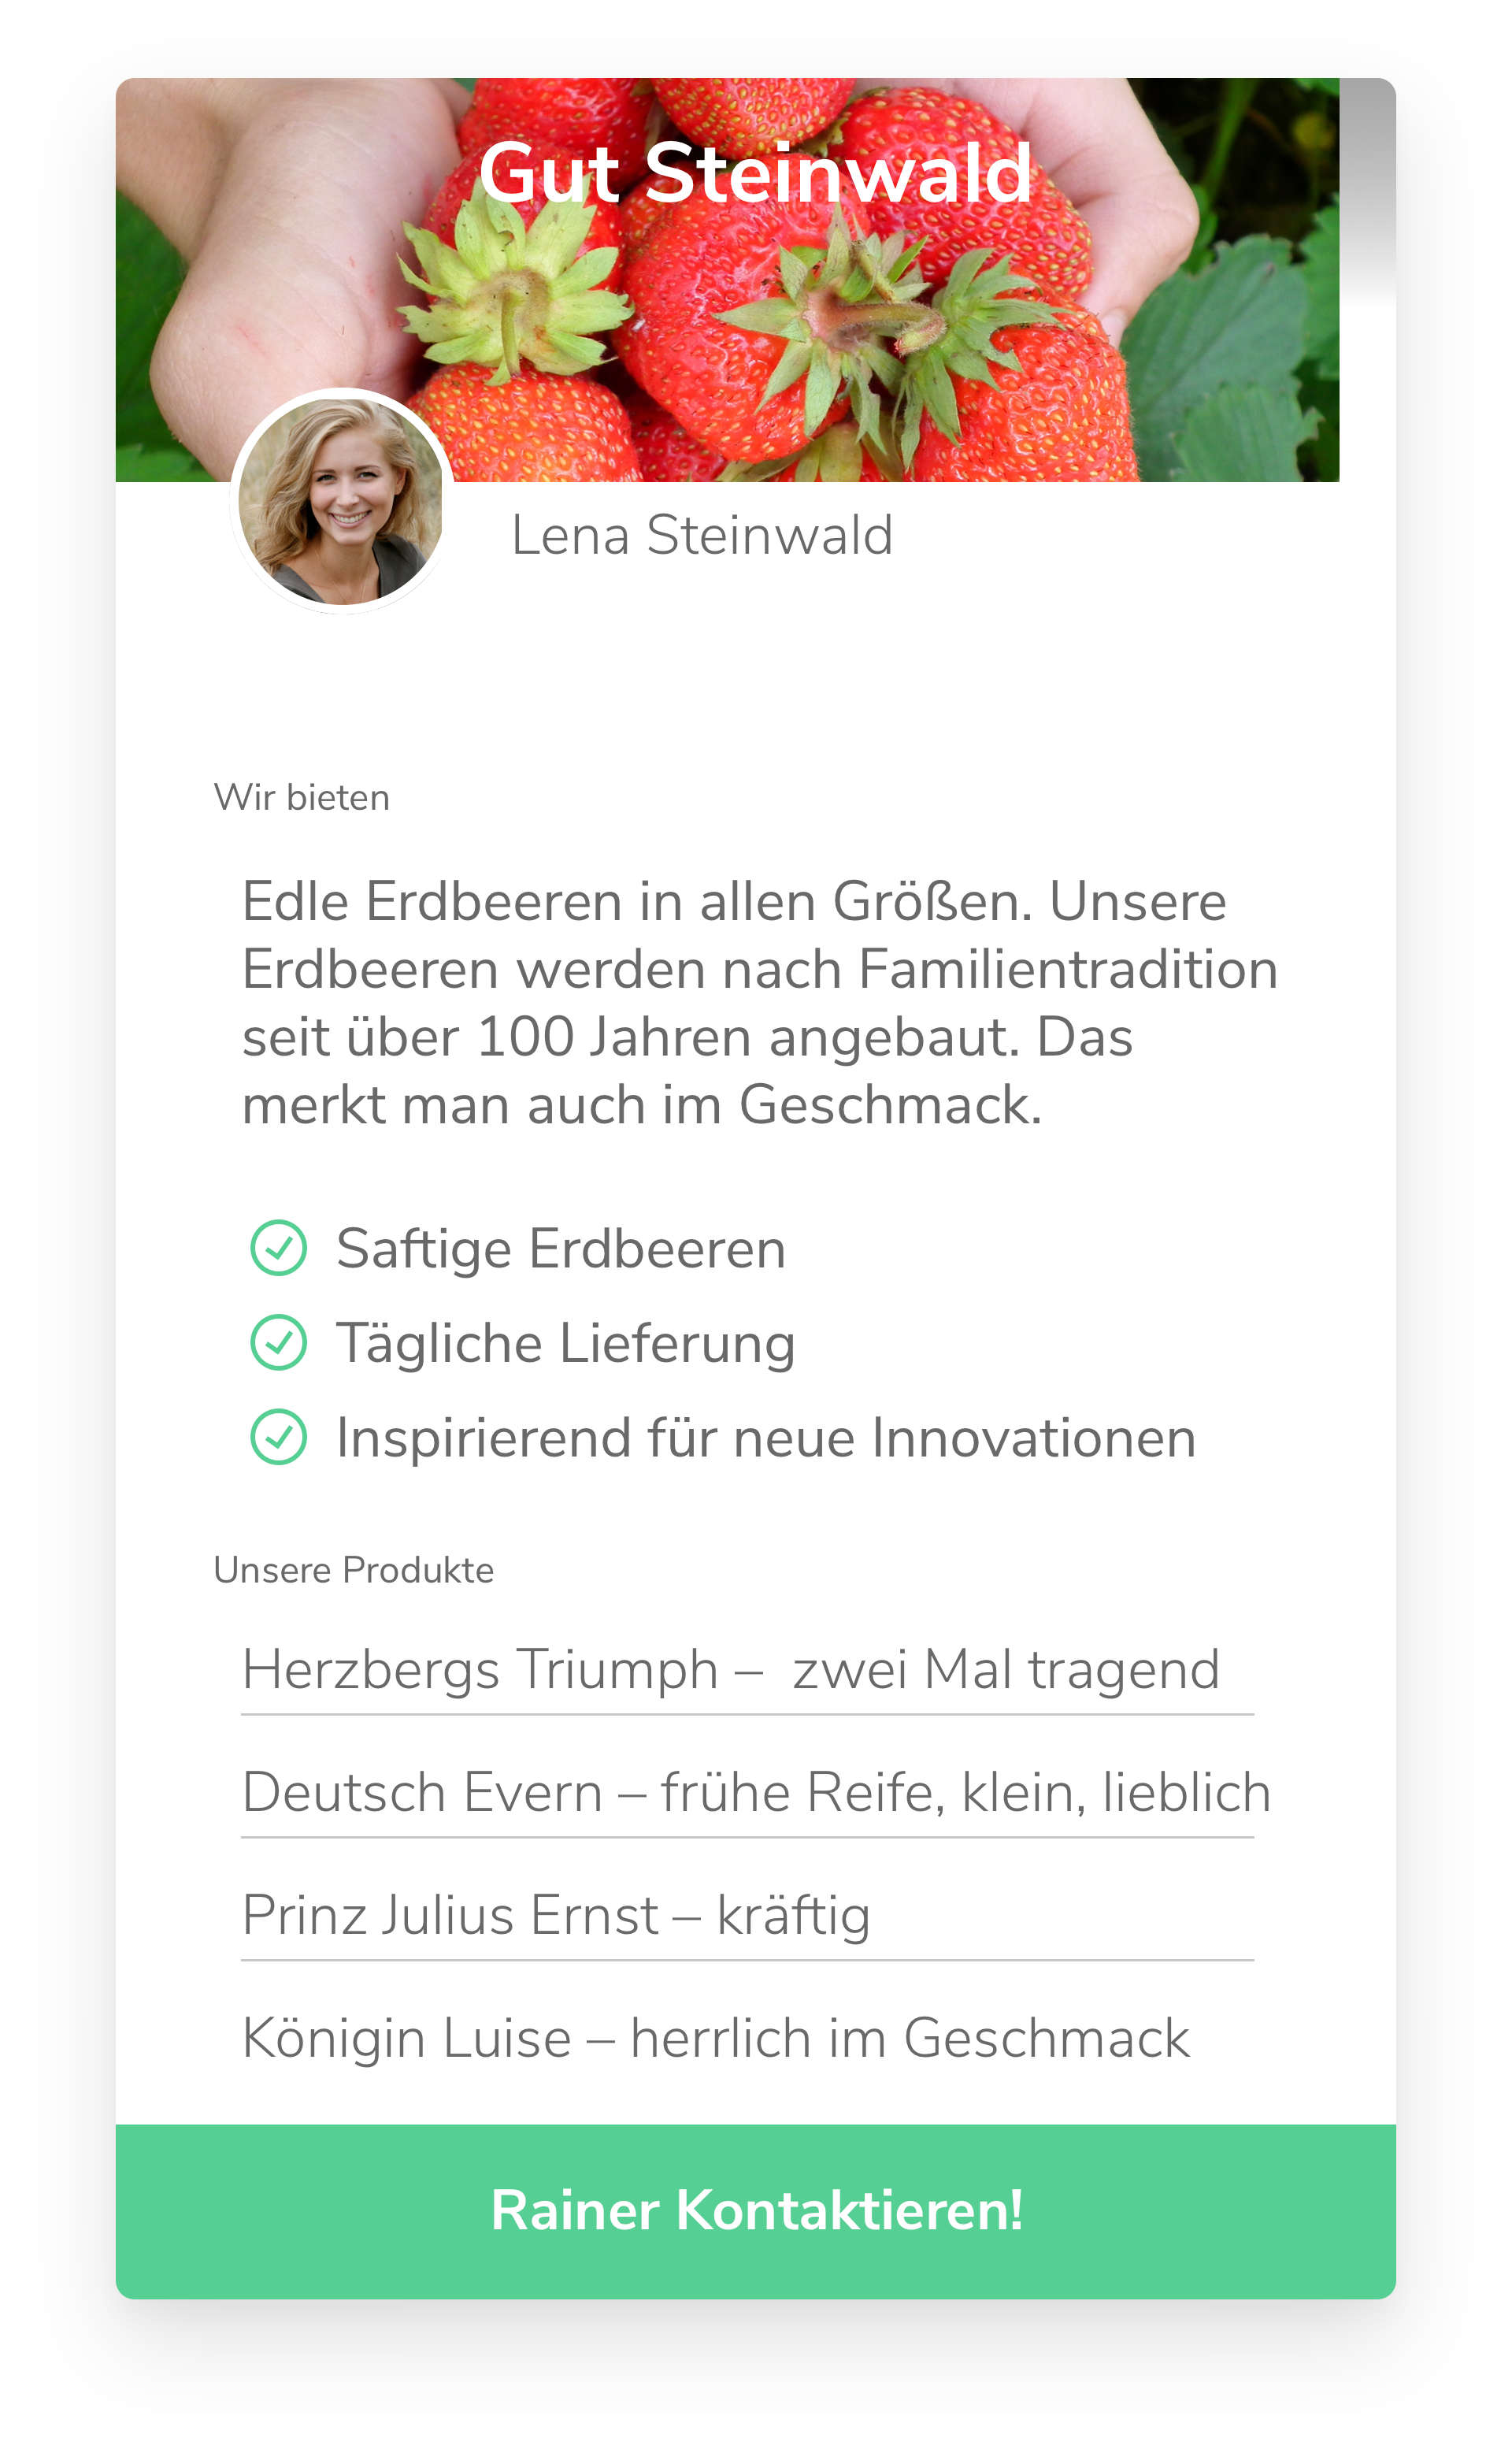 Gut Steinwald
Lena Steinwald
Wir bieten
Edle Erdbeeren in allen Größen. Unsere
Erdbeeren werden nach Familientradition
seit über 100 Jahren angebaut. Das
merkt man auch im Geschmack.
Saftige Erdbeeren
Tägliche Lieferung
Inspirierend für neue Innovationen
Unsere Produkte
Herzbergs Triumph –  zwei Mal tragend
Deutsch Evern – frühe Reife, klein, lieblich
Prinz Julius Ernst – kräftig
Königin Luise – herrlich im Geschmack
Rainer Kontaktieren!